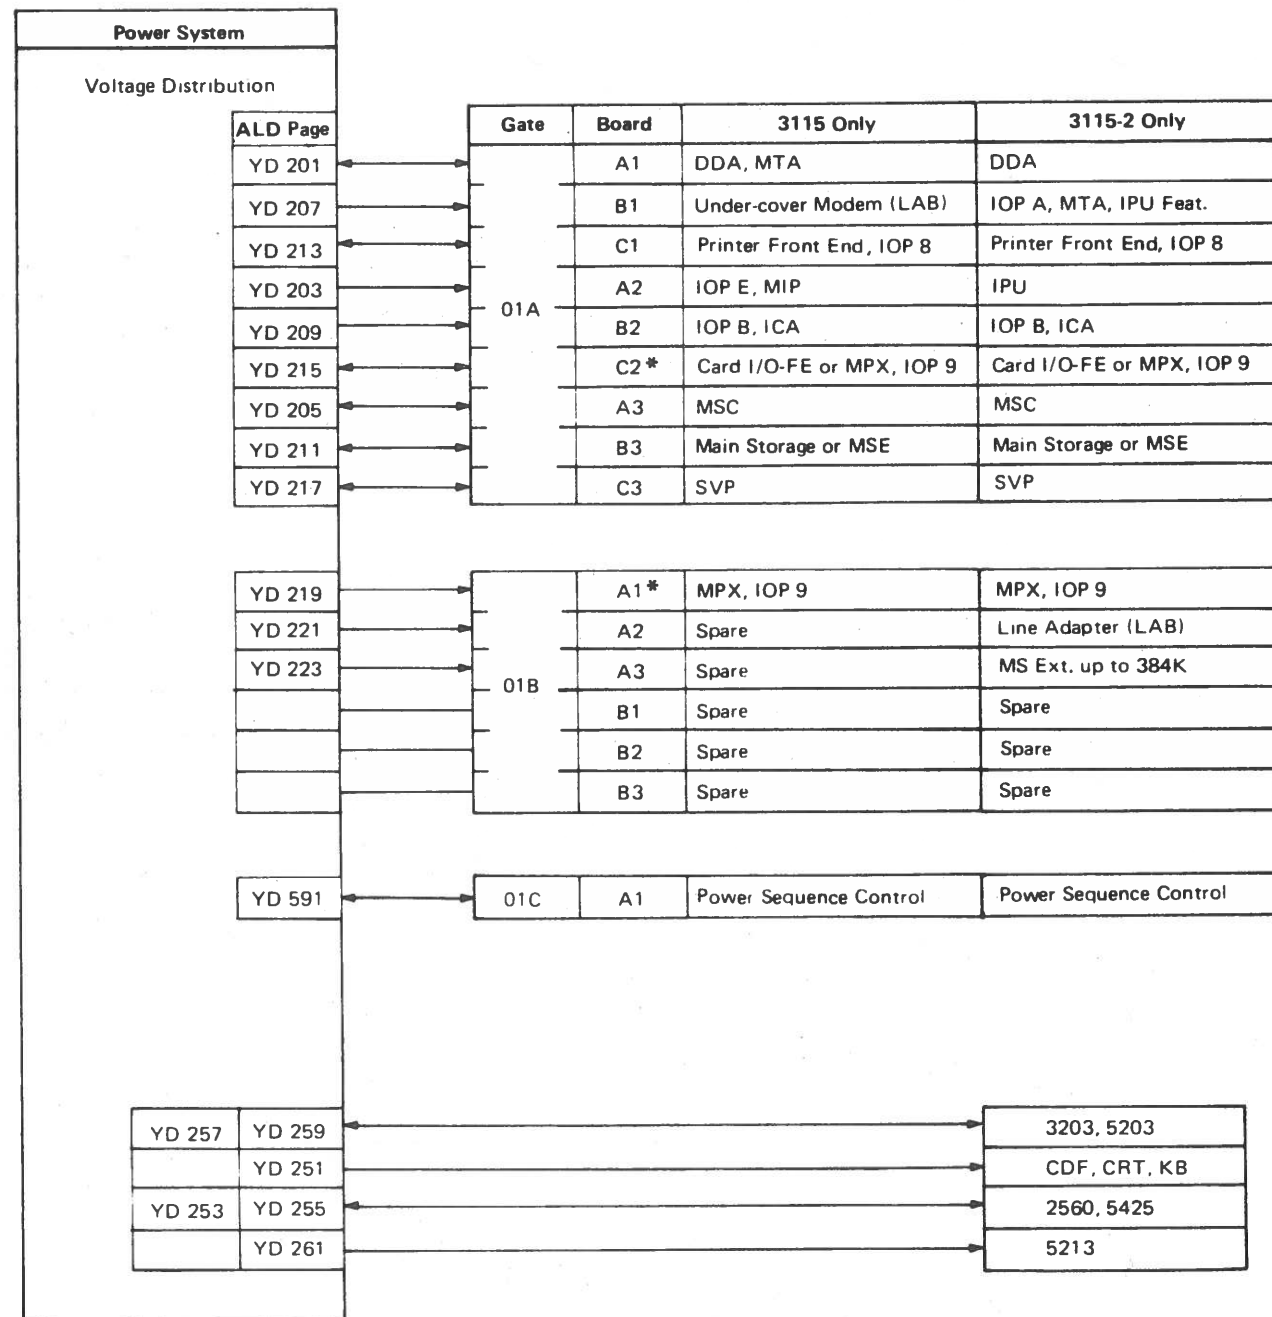 Power System
Voltage Distribution
ALD Page Gate Board 3115 Only 3115-2 Only
YD 201 A1 DDA, MTA DDA
YD 207 B1 Under-cover Modem (LAB) IOP A, MTA, IPU Feat.
YD 213 C1 Printer Front End, IOP 8 Printer Front End, IOP 8
YD 203 A2 IOP E, MIP IPU
01A
YD 209 B2 IOP B, ICA IOP B, ICA
YD 215 C2* Card I/O-FE or MPX, IOP 9 Card I/O-FE or MPX, IOP 9
YD 205 A3 MSC MSC
YD 211 B3 Main Storage or MSE Main Storage or MSE
YD 217 C3 SVP SVP
YD 219 A1* MPX, IOP 9 MPX, IOP 9
YD 221 A2 Spare Line Adapter (LAB)
YD 223 A3 Spare MS Ext. up to 384K
01B
B1 Spare Spare
B2 Spare Spare
B3 Spare Spare
YD 591 01C A1 Power Sequence Control Power Sequence Control
YD 257 YD 259 3203, 5203
YD 251 CDF, CRT, KB
YD 253 YD 255 2560, 5425
YD 261 5213